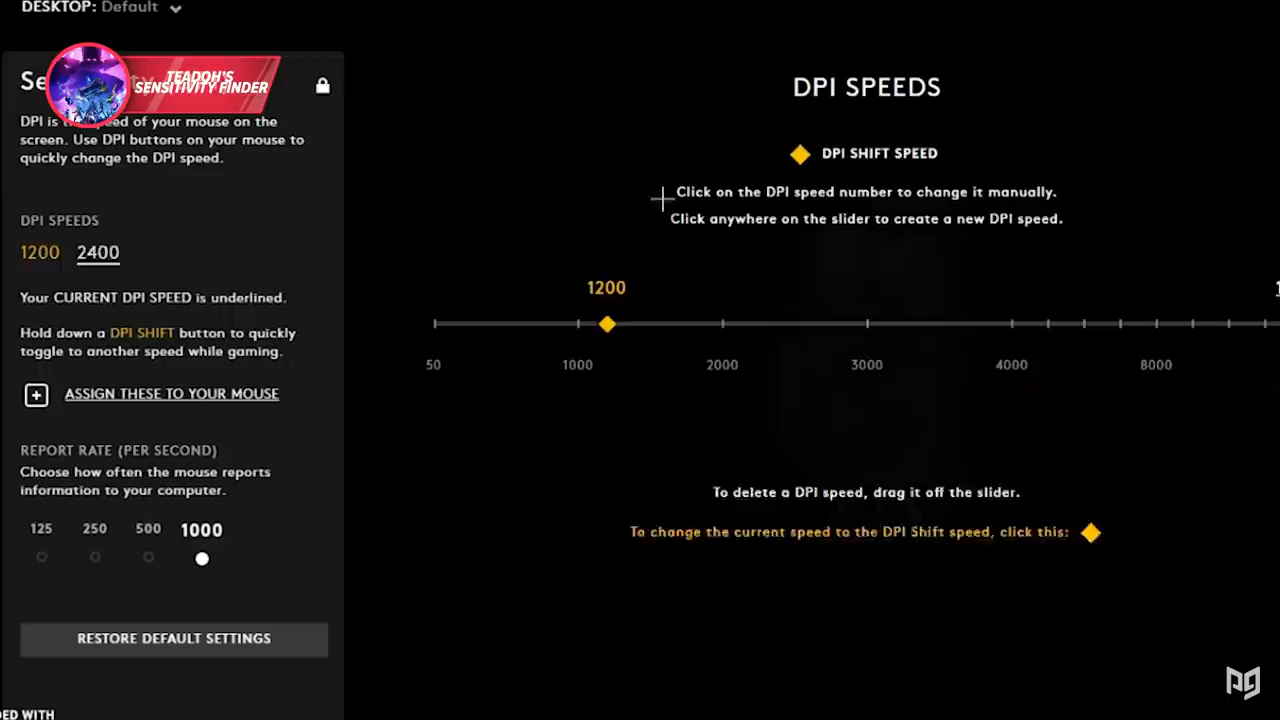 DESKTOP: Default
TEADOH'S
SENSITIVITY FINDER
DPI is the speed of your mouse on the
screen. Use DPI buttons on your mouse to
quickly change the DPI speed.
DPI SPEEDS
1200 2400
Your CURRENT DPI SPEED is underlined.
Hold down a DPI SHIFT button to quickly
toggle to another speed while gaming.
ASSIGN THESE TO YOUR MOUSE
REPORT RATE (PER SECOND)
Choose how often the mouse reports
information to your computer.
125 250 500 1000
RESTORE DEFAULT SETTINGS
DPI SPEEDS
DPI SHIFT SPEED
Click on the DPI speed number to change it manually.
Click anywhere on the slider to create a new DPI speed.
1200
50 1000 2000 3000 4000 8000
To delete a DPI speed, drag it off the slider.
To change the current speed to the DPI Shift speed, click this:
WITH